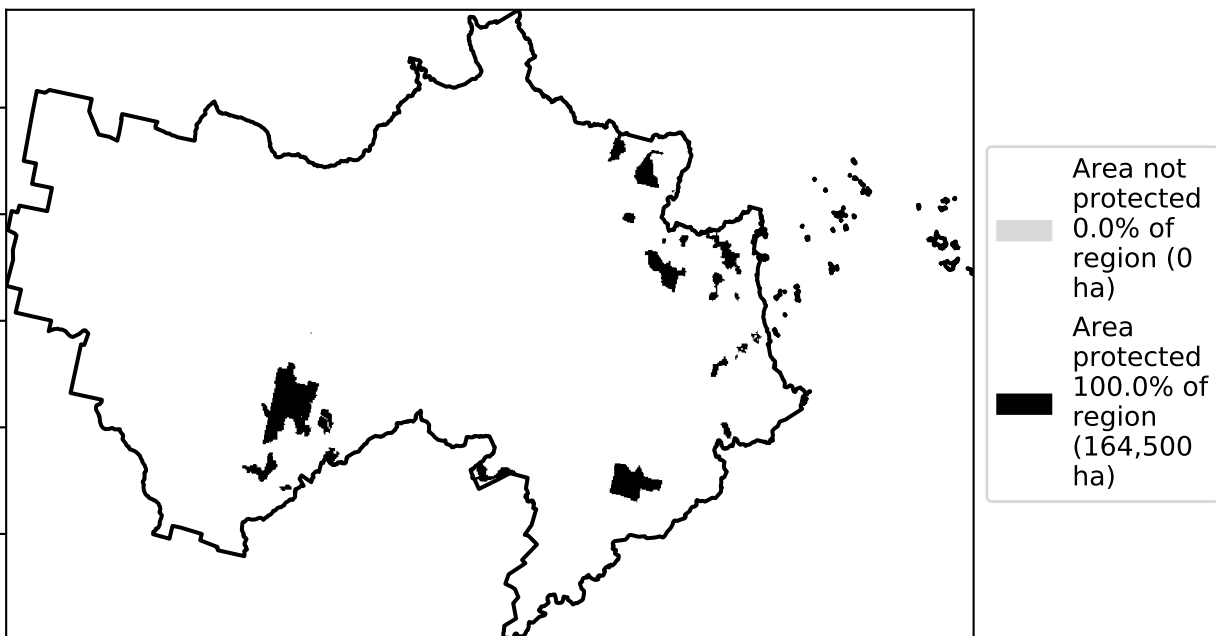 Area not
protected
0.0% of
region (0
ha)
Area
protected
100.0% of
region
(164,500
ha)